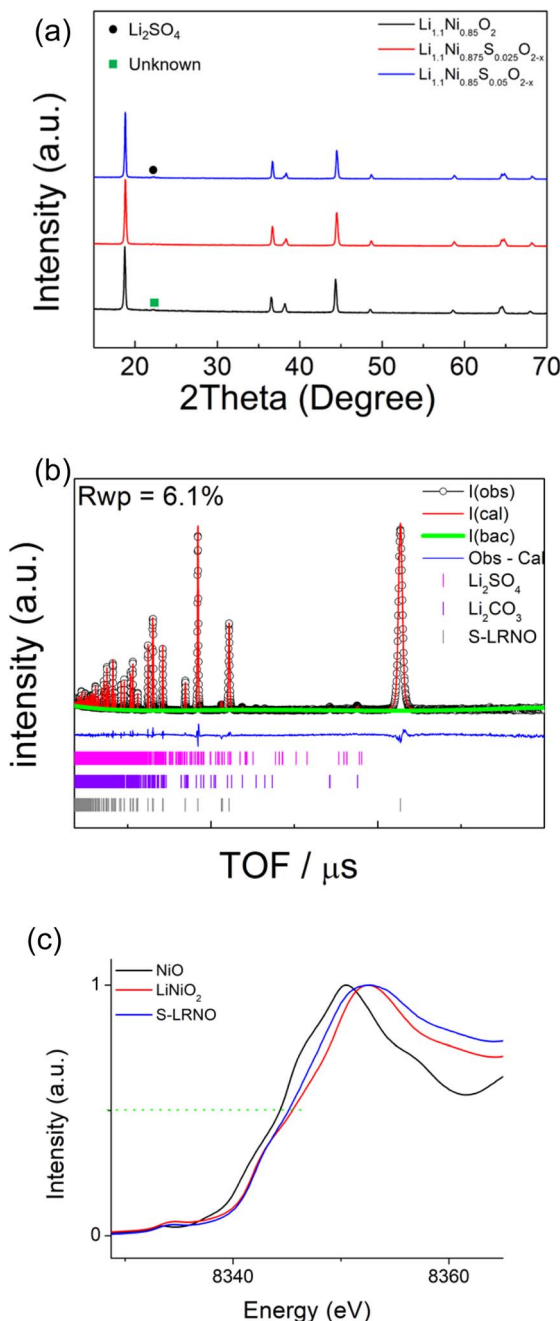 (a)
● Li₂SO₄
■ Unknown
Li₁.₁Ni₀.₈₅O₂
Li₁.₁Ni₀.₈₇₅S₀.₀₂₅O₂₋ₓ
Li₁.₁Ni₀.₈₅S₀.₀₅O₂₋ₓ
Intensity (a.u.)
20 30 40 50 60 70
2Theta (Degree)
(b)
Rwp = 6.1%
I(obs)
I(cal)
I(bac)
Obs - Cal
Li₂SO₄
Li₂CO₃
S-LRNO
intensity (a.u.)
TOF / μs
(c)
NiO
LiNiO₂
S-LRNO
1
0
Intensity (a.u.)
8340 8360
Energy (eV)